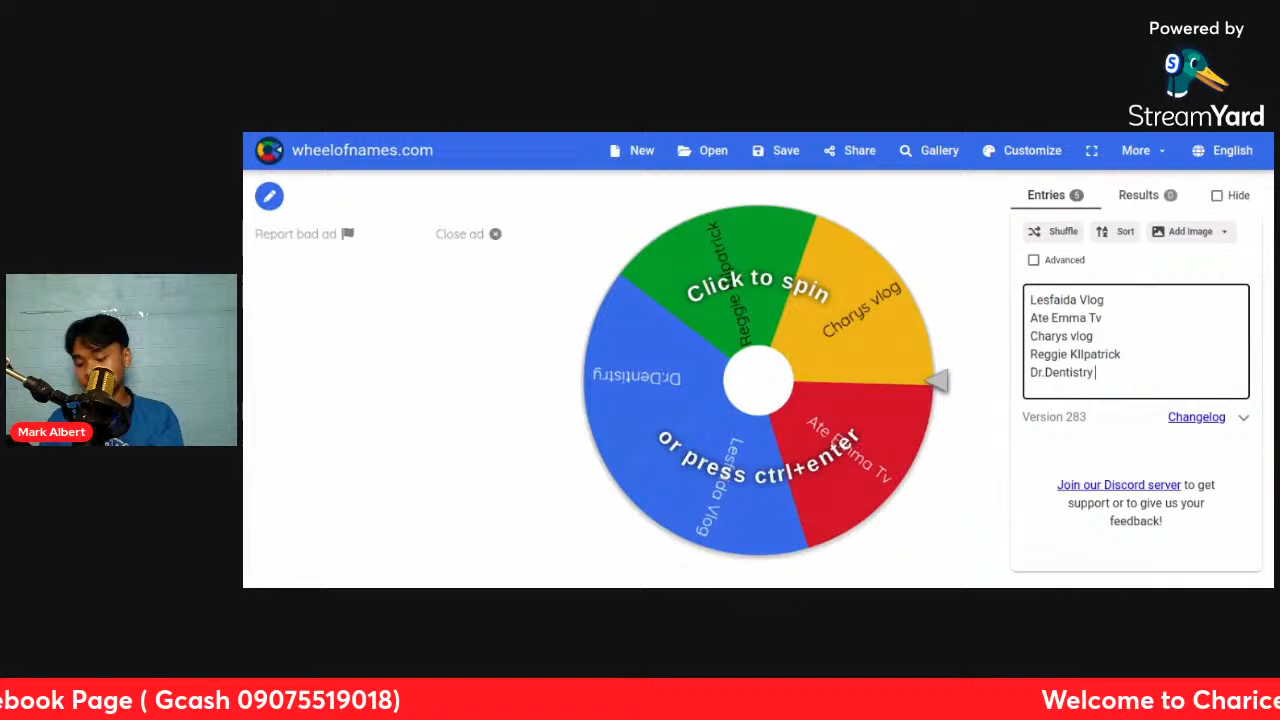 Powered by
StreamYard
wheelofnames.com
New
Open
Save
Share
Gallery
Customize
More
English
Report bad ad
Close ad
Entries 5
Results 0
Hide
Shuffle
Sort
Add Image
Advanced
Lesfaida Vlog
Ate Emma Tv
Charys vlog
Reggie KIlpatrick
Dr.Dentistry
Version 283
Changelog
Join our Discord server to get
support or to give us your
feedback!
Click to spin
or press ctrl+enter
Reggie KIlpatrick
Charys vlog
Dr.Dentistry
Lesfaida Vlog
Ate Emma Tv
Mark Albert
Page ( Gcash 09075519018)
Welcome to